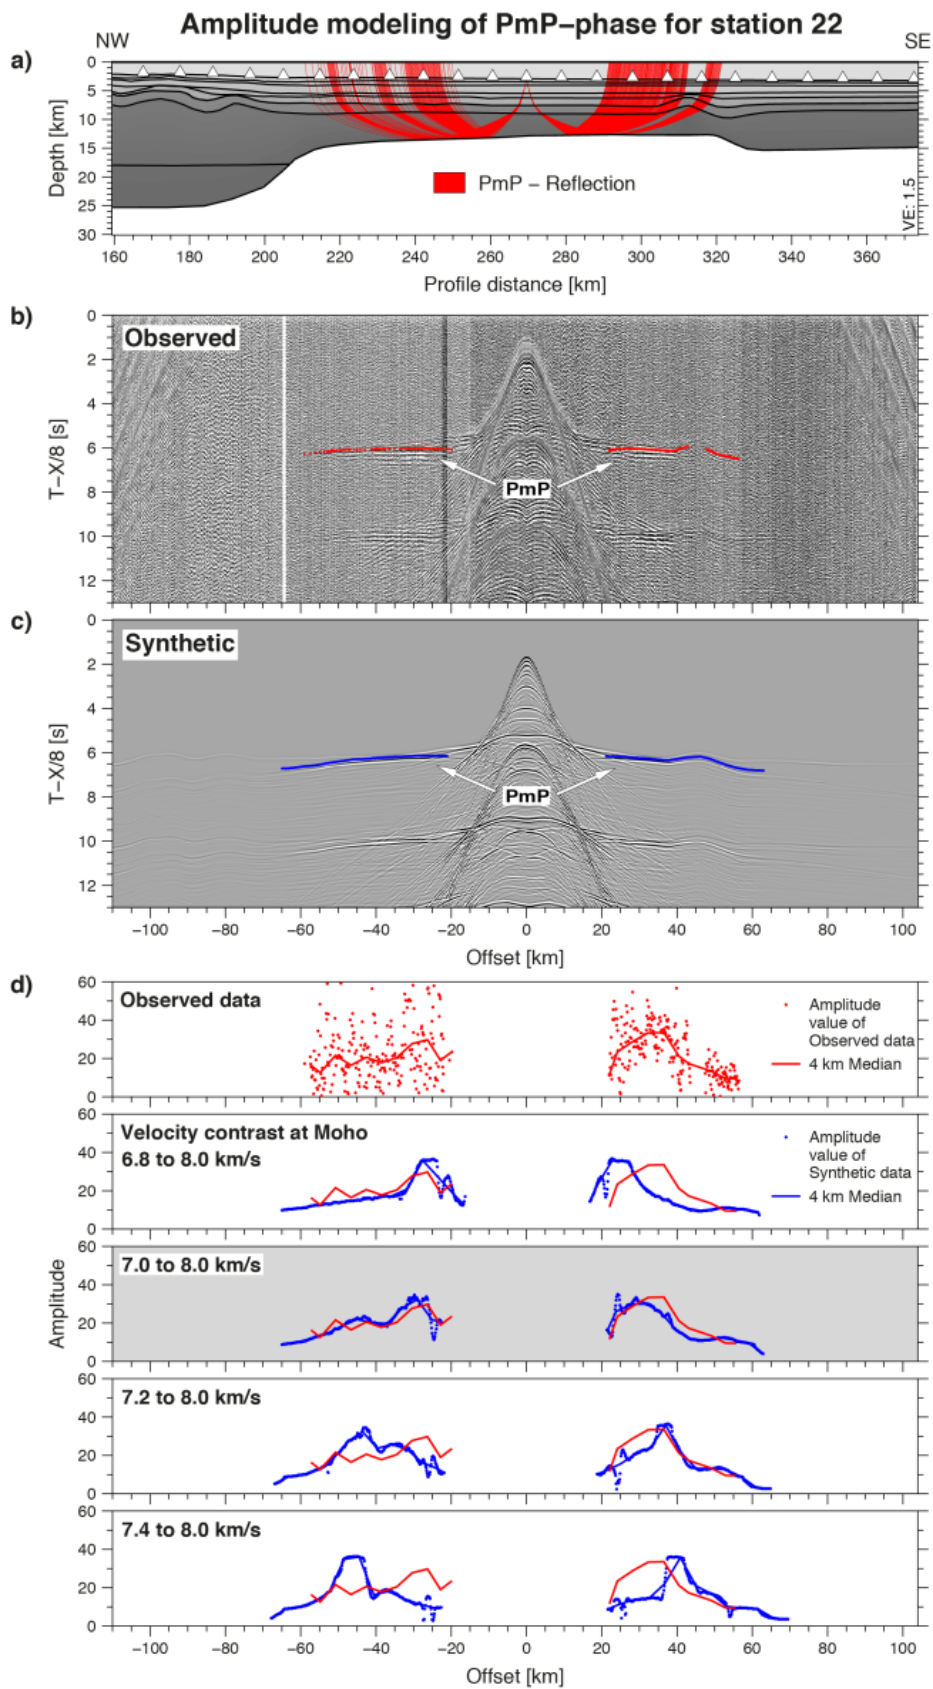 Amplitude modeling of PmP–phase for station 22
NW
SE
a)
0
5
10
15
20
25
30
Depth [km]
PmP – Reflection
VE: 1.5
160 180 200 220 240 260 280 300 320 340 360
Profile distance [km]
b)
0
2
4
6
8
10
12
T–X/8 [s]
Observed
PmP
c)
0
2
4
6
8
10
12
T–X/8 [s]
Synthetic
PmP
−100 −80 −60 −40 −20 0 20 40 60 80 100
Offset [km]
d)
60
40
20
0
Observed data
Amplitude
value of
Observed data
4 km Median
60
40
20
0
Velocity contrast at Moho
6.8 to 8.0 km/s
Amplitude
value of
Synthetic data
4 km Median
Amplitude
60
40
20
0
7.0 to 8.0 km/s
60
40
20
0
7.2 to 8.0 km/s
60
40
20
0
7.4 to 8.0 km/s
−100 −80 −60 −40 −20 0 20 40 60 80 100
Offset [km]